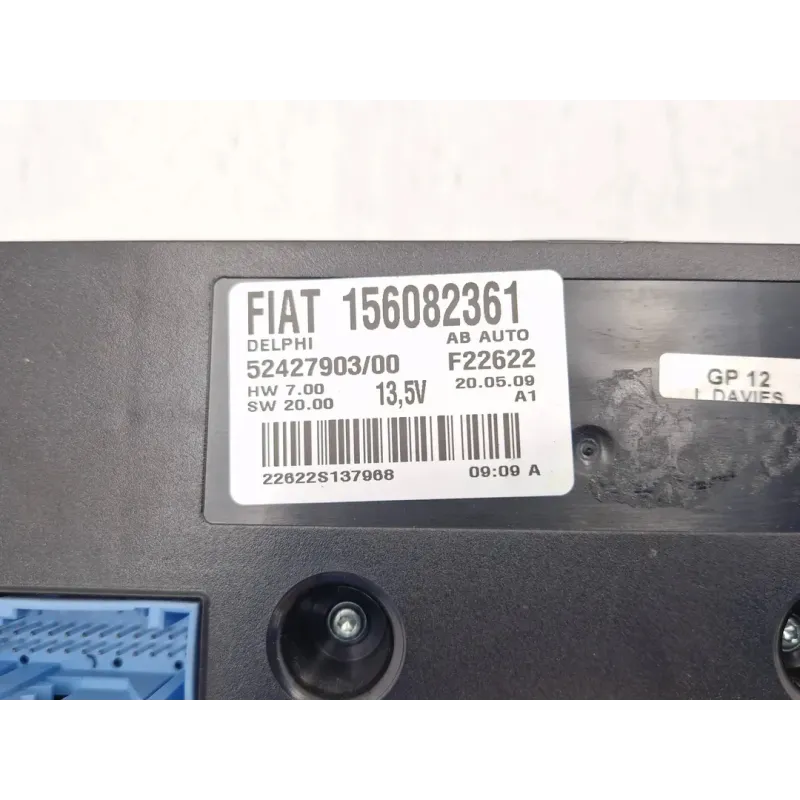 FIAT 156082361
DELPHI AB AUTO
52427903/00 F22622
HW 7.00 13,5V 20.05.09
SW 20.00 A1
22622S137968 09:09 A
GP 12
I. DAVIES